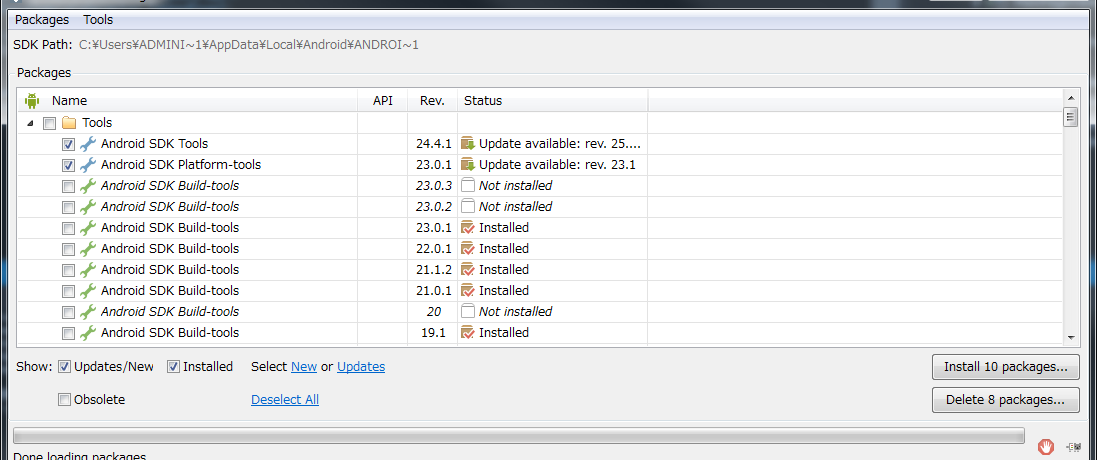 Packages Tools
SDK Path: C:¥Users¥ADMINI~1¥AppData¥Local¥Android¥ANDROI~1
Packages
Name API Rev. Status
Tools
Android SDK Tools 24.4.1 Update available: rev. 25....
Android SDK Platform-tools 23.0.1 Update available: rev. 23.1
Android SDK Build-tools 23.0.3 Not installed
Android SDK Build-tools 23.0.2 Not installed
Android SDK Build-tools 23.0.1 Installed
Android SDK Build-tools 22.0.1 Installed
Android SDK Build-tools 21.1.2 Installed
Android SDK Build-tools 21.0.1 Installed
Android SDK Build-tools 20 Not installed
Android SDK Build-tools 19.1 Installed
Show: Updates/New Installed Select New or Updates Install 10 packages...
Obsolete Deselect All Delete 8 packages...
Done loading packages.